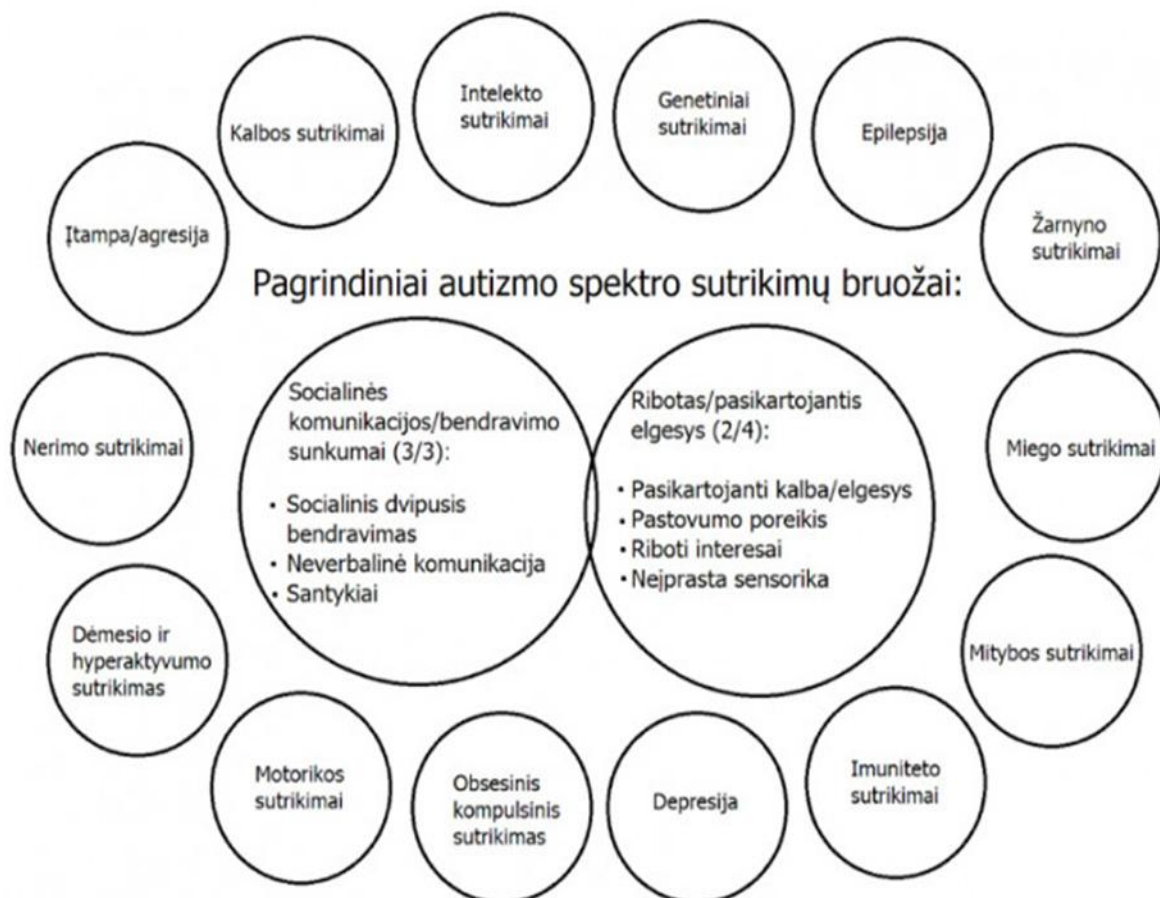 Intelekto
sutrikimai
Genetiniai
sutrikimai
Kalbos sutrikimai
Epilepsija
Įtampa/agresija
Žarnyno
sutrikimai
Pagrindiniai autizmo spektro sutrikimų bruožai:
Socialinės
komunikacijos/bendravimo
sunkumai (3/3):
• Socialinis dvipusis
bendravimas
• Neverbalinė komunikacija
• Santykiai
Ribotas/pasikartojantis
elgesys (2/4):
• Pasikartojanti kalba/elgesys
• Pastovumo poreikis
• Riboti interesai
• Neįprasta sensorika
Nerimo sutrikimai
Miego sutrikimai
Dėmesio ir
hyperaktyvumo
sutrikimas
Mitybos sutrikimai
Motorikos
sutrikimai
Obsesinis
kompulsinis
sutrikimas
Depresija
Imuniteto
sutrikimai